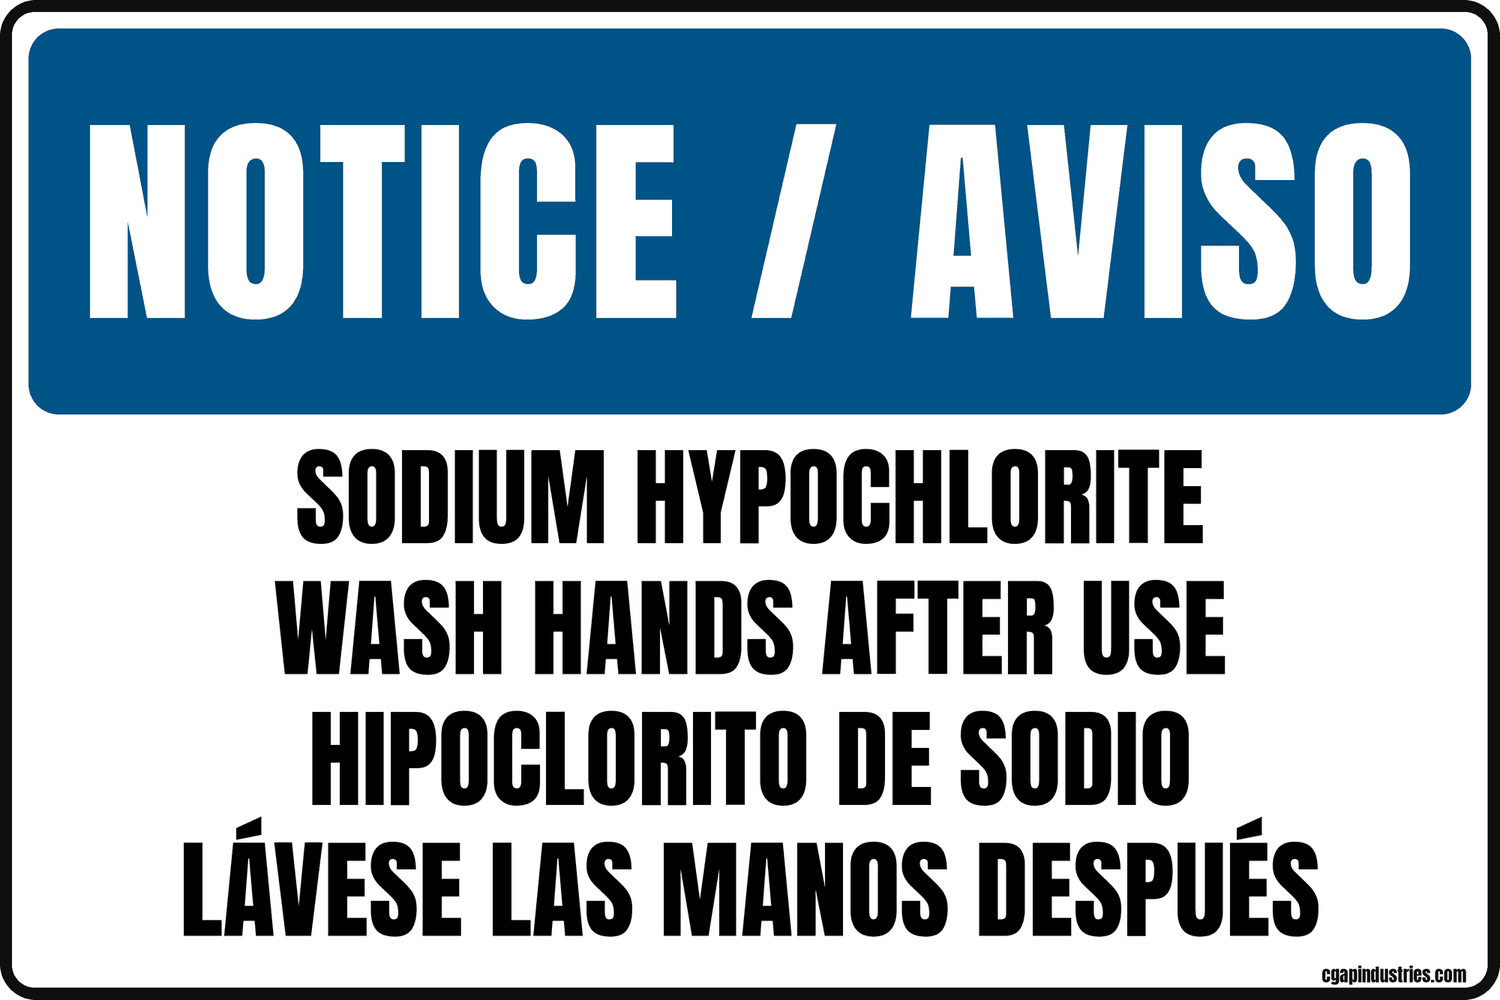 NOTICE / AVISO
SODIUM HYPOCHLORITE
WASH HANDS AFTER USE
HIPOCLORITO DE SODIO
LÁVESE LAS MANOS DESPUÉS
cgapindustries.com